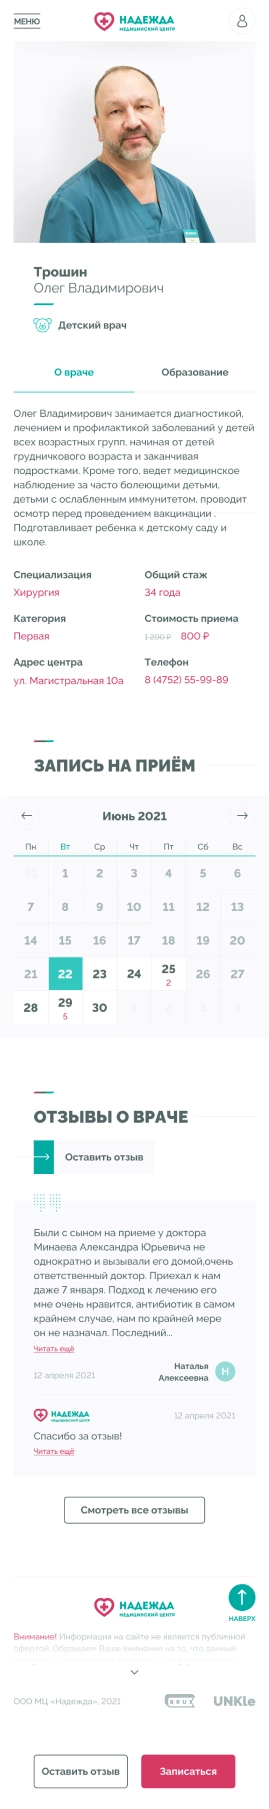 МЕНЮ
НАДЕЖДА
МЕДИЦИНСКИЙ ЦЕНТР
Трошин
Олег Владимирович
Детский врач
О враче
Образование
Олег Владимирович занимается диагностикой,
лечением и профилактикой заболеваний у детей
всех возрастных групп, начиная от детей
грудничкового возраста и заканчивая
подростками. Кроме того, ведет медицинское
наблюдение за часто болеющими детьми,
детьми с ослабленным иммунитетом, проводит
осмотр перед проведением вакцинации .
Подготавливает ребенка к детскому саду и
школе.
Специализация
Общий стаж
Хирургия
34 года
Категория
Стоимость приема
Первая
1 200 ₽ 800 ₽
Адрес центра
Телефон
ул. Магистральная 10а
8 (4752) 55-99-89
ЗАПИСЬ НА ПРИЁМ
Июнь 2021
Пн Вт Ср Чт Пт Сб Вс
31 1 2 3 4 5 6
7 8 9 10 11 12 13
14 15 16 17 18 19 20
21 22 23 24 25 26 27
2
28 29 30 1 2 3 4
5
ОТЗЫВЫ О ВРАЧЕ
Оставить отзыв
Были с сыном на приеме у доктора
Минаева Александра Юрьевича не
однократно и вызывали его домой,очень
ответственный доктор. Приехал к нам
даже 7 января. Подход к лечению его
мне очень нравится, антибиотик в самом
крайнем случае, нам по крайней мере
он не назначал. Последний...
Читать ещё
12 апреля 2021
Наталья
Алексеевна
Н
НАДЕЖДА
МЕДИЦИНСКИЙ ЦЕНТР
12 апреля 2021
Спасибо за отзыв!
Читать ещё
Смотреть все отзывы
НАДЕЖДА
МЕДИЦИНСКИЙ ЦЕНТР
НАВЕРХ
Внимание! Информация на сайте не является публичной
офертой. Обращаем Ваше внимание на то, что данный
ООО МЦ «Надежда», 2021
BRUX
UNKle
Оставить отзыв
Записаться